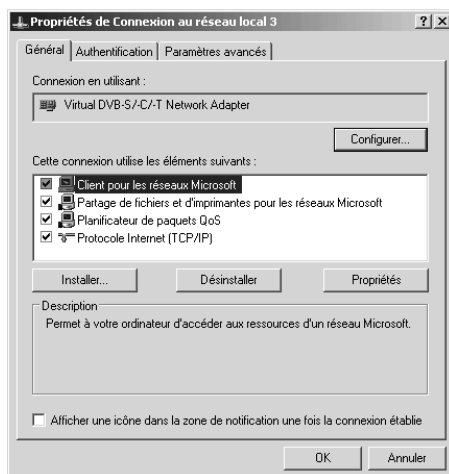 Propriétés de Connexion au réseau local 3
Général Authentification Paramètres avancés
Connexion en utilisant :
Virtual DVB-S/-C/-T Network Adapter
Configurer...
Cette connexion utilise les éléments suivants :
Client pour les réseaux Microsoft
Partage de fichiers et d'imprimantes pour les réseaux Microsoft
Planificateur de paquets QoS
Protocole Internet (TCP/IP)
Installer... Désinstaller Propriétés
Description
Permet à votre ordinateur d'accéder aux ressources d'un réseau Microsoft.
Afficher une icône dans la zone de notification une fois la connexion établie
OK Annuler